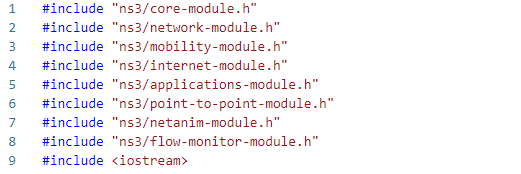 1 #include "ns3/core-module.h"
2 #include "ns3/network-module.h"
3 #include "ns3/mobility-module.h"
4 #include "ns3/internet-module.h"
5 #include "ns3/applications-module.h"
6 #include "ns3/point-to-point-module.h"
7 #include "ns3/netanim-module.h"
8 #include "ns3/flow-monitor-module.h"
9 #include <iostream>